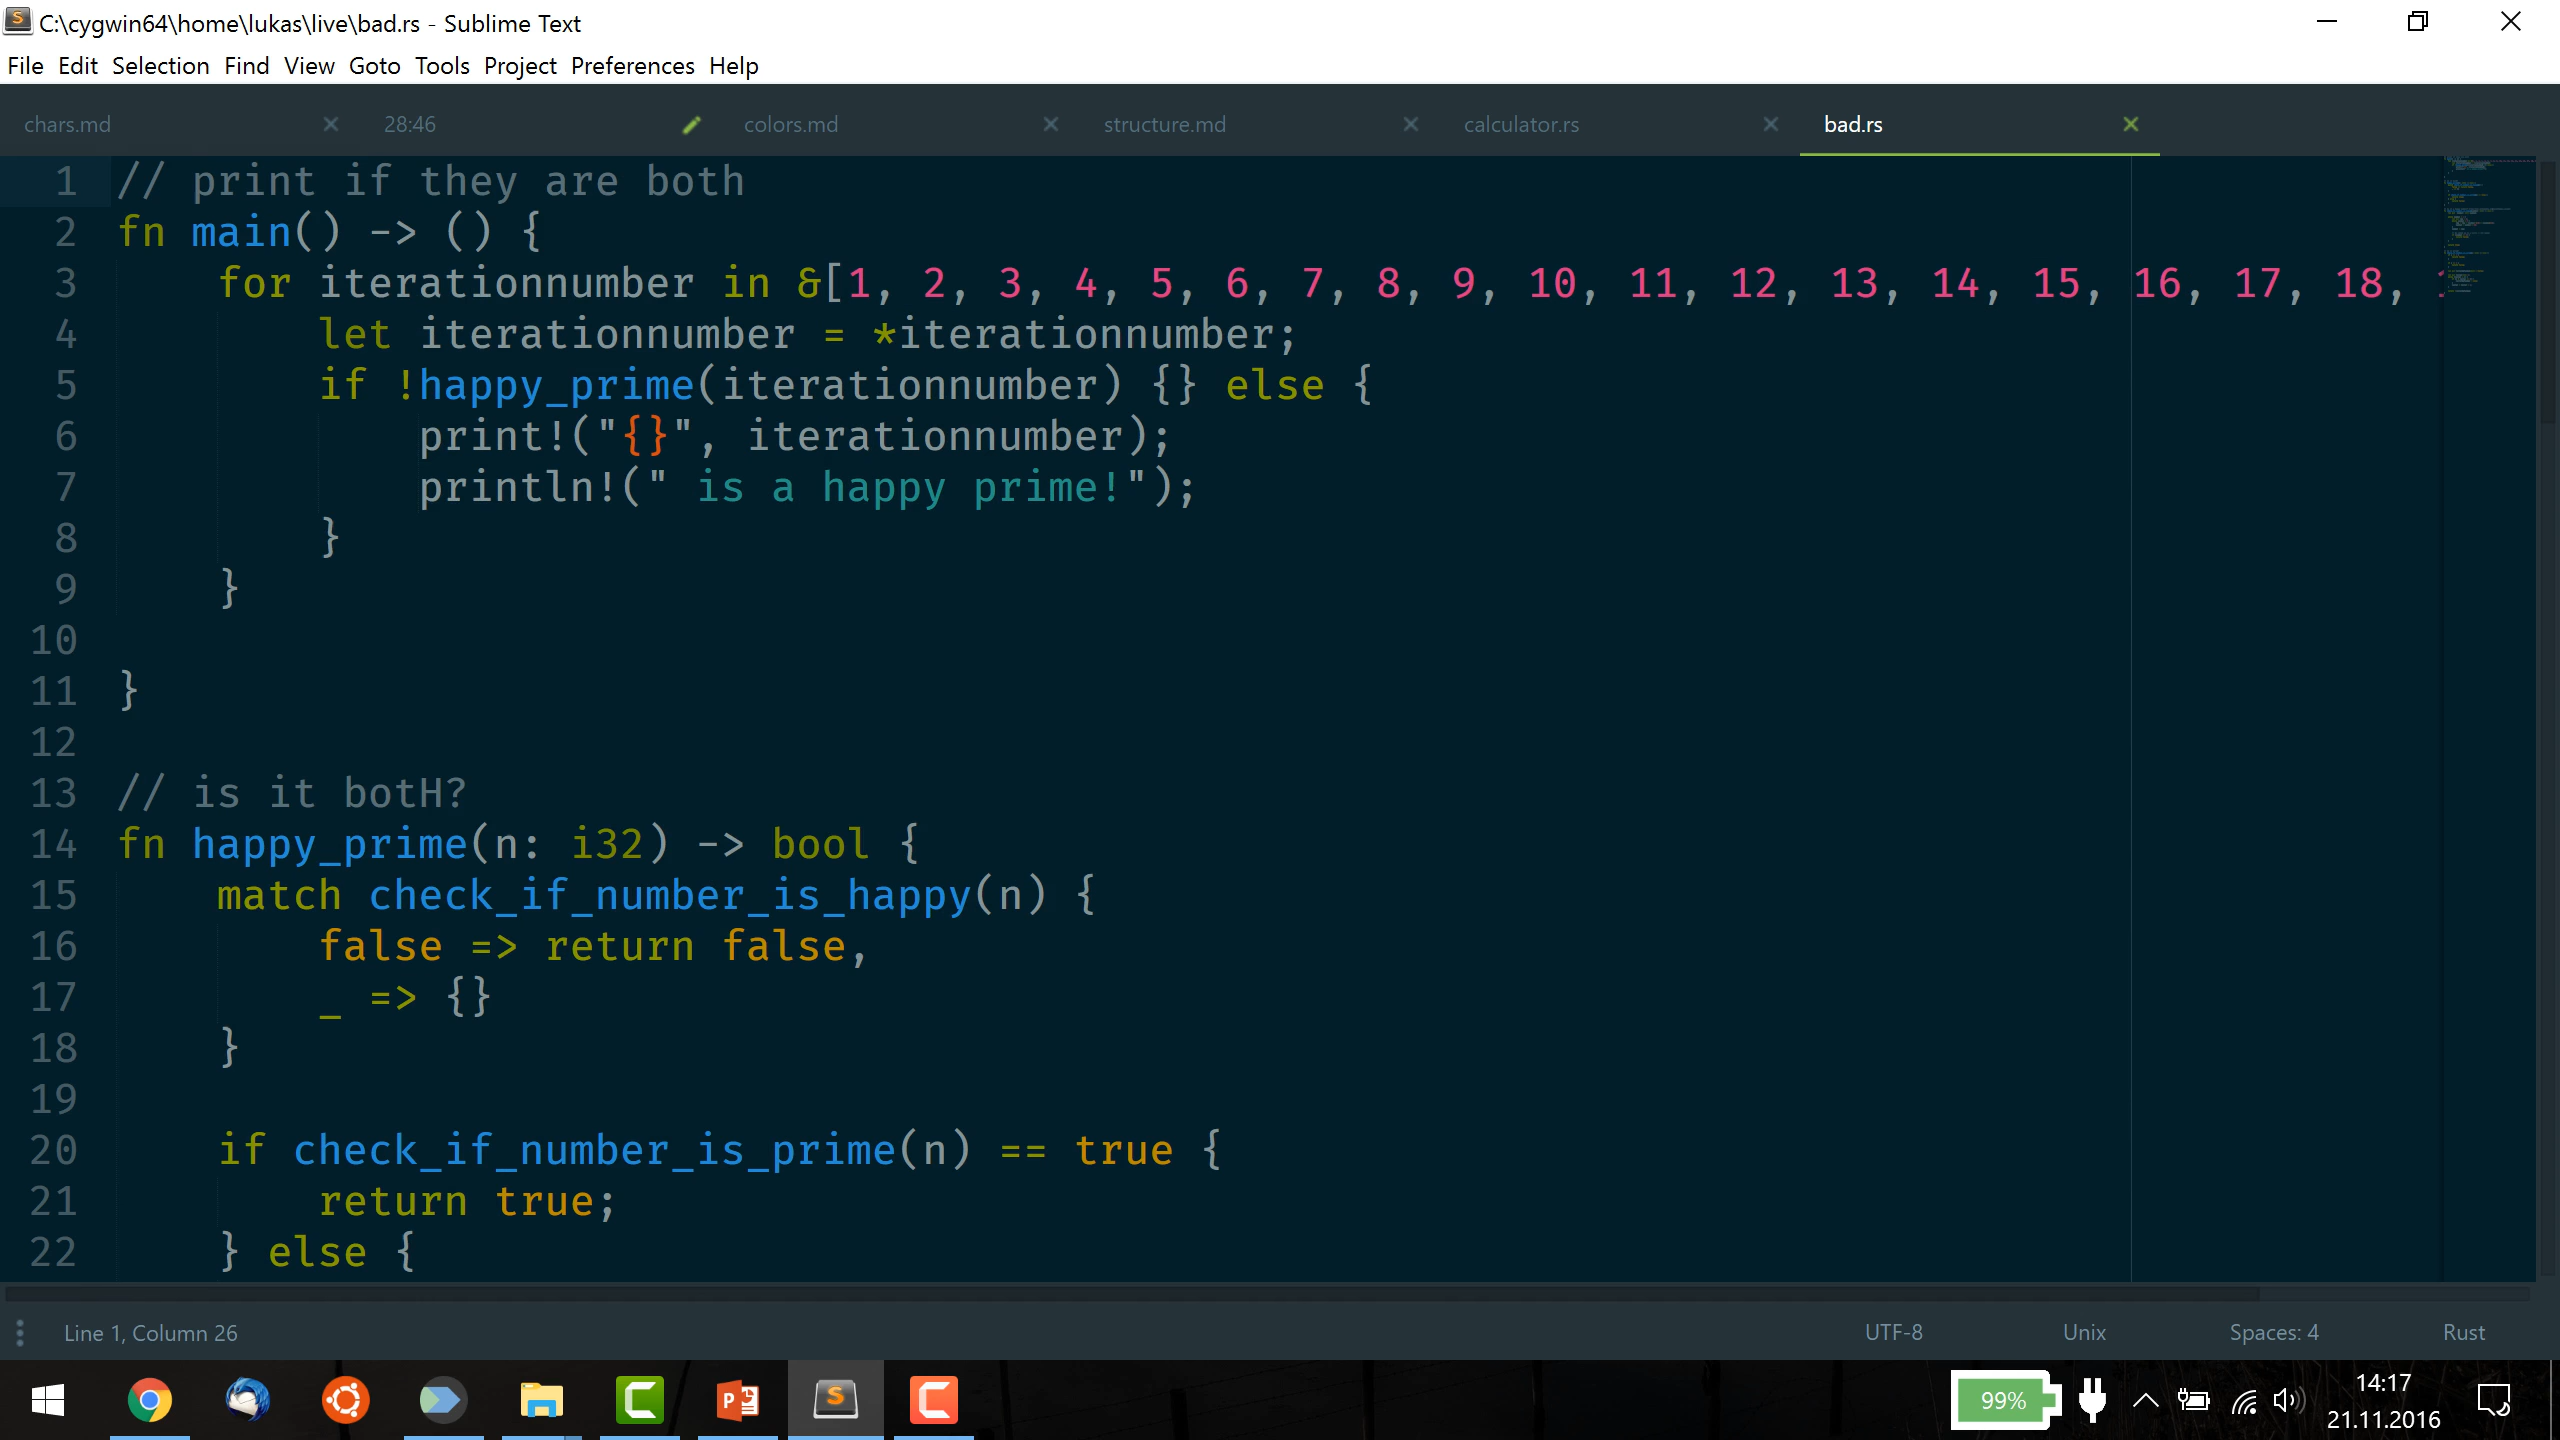 C:\cygwin64\home\lukas\live\bad.rs - Sublime Text
File Edit Selection Find View Goto Tools Project Preferences Help
chars.md 28:46 colors.md structure.md calculator.rs bad.rs
1 // print if they are both
2 fn main() -> () {
3     for iterationnumber in &[1, 2, 3, 4, 5, 6, 7, 8, 9, 10, 11, 12, 13, 14, 15, 16, 17, 18,
4         let iterationnumber = *iterationnumber;
5         if !happy_prime(iterationnumber) {} else {
6             print!("{}", iterationnumber);
7             println!(" is a happy prime!");
8         }
9     }
10
11 }
12
13 // is it botH?
14 fn happy_prime(n: i32) -> bool {
15     match check_if_number_is_happy(n) {
16         false => return false,
17         _ => {}
18     }
19
20     if check_if_number_is_prime(n) == true {
21         return true;
22     } else {
Line 1, Column 26 UTF-8 Unix Spaces: 4 Rust
99% 14:17
21.11.2016